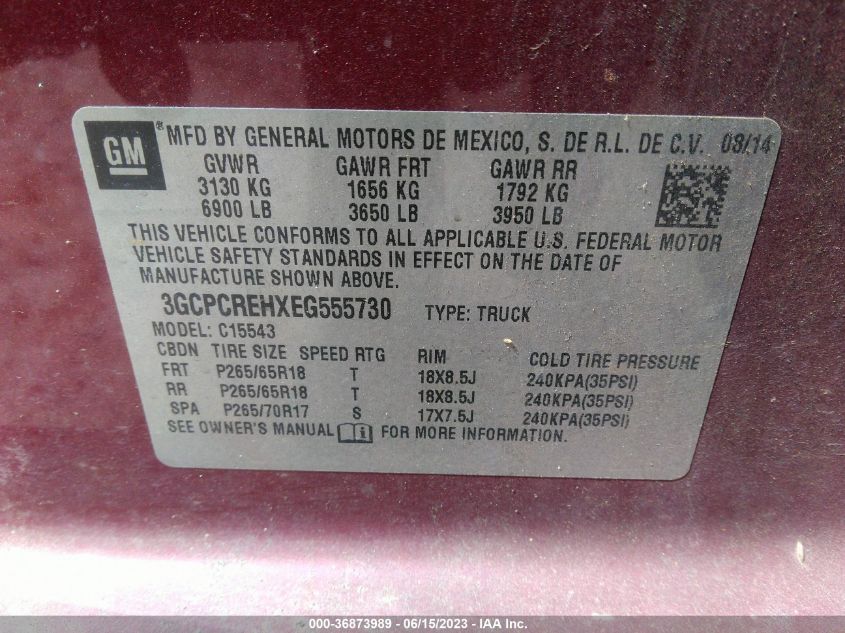 GM ® MFD BY GENERAL MOTORS DE MEXICO, S. DE R.L. DE C.V. 08/14
GVWR GAWR FRT GAWR RR
3130 KG 1656 KG 1792 KG
6900 LB 3650 LB 3950 LB
THIS VEHICLE CONFORMS TO ALL APPLICABLE U.S. FEDERAL MOTOR
VEHICLE SAFETY STANDARDS IN EFFECT ON THE DATE OF
MANUFACTURE SHOWN ABOVE.
3GCPCREHXEG555730 TYPE: TRUCK
MODEL: C15543
CBDN TIRE SIZE SPEED RTG RIM COLD TIRE PRESSURE
FRT P265/65R18 T 18X8.5J 240KPA(35PSI)
RR P265/65R18 T 18X8.5J 240KPA(35PSI)
SPA P265/70R17 S 17X7.5J 240KPA(35PSI)
SEE OWNER'S MANUAL i FOR MORE INFORMATION.
000-36873989 - 06/15/2023 - IAA Inc.